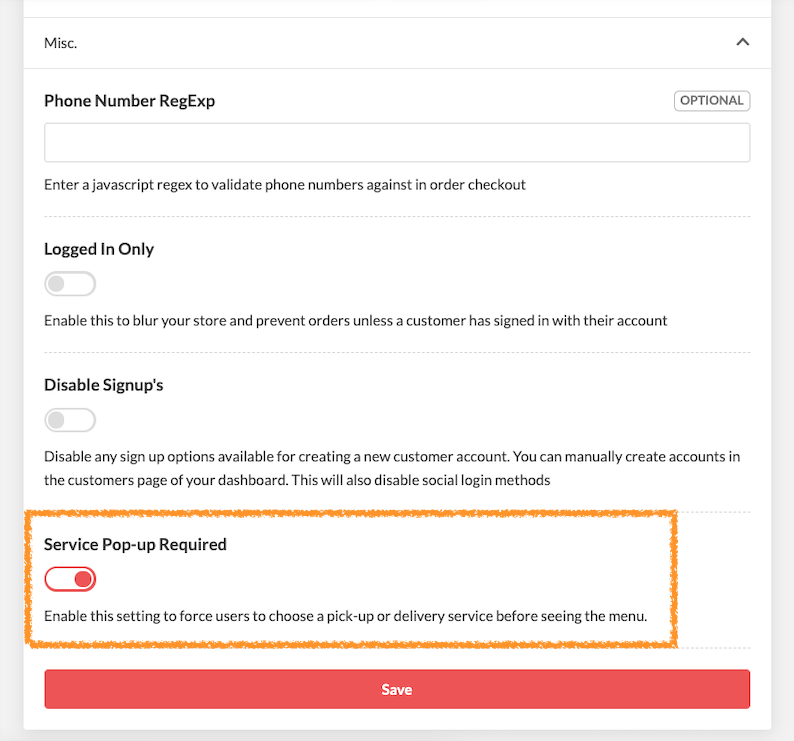 Misc.
Phone Number RegExp
OPTIONAL
Enter a javascript regex to validate phone numbers against in order checkout
Logged In Only
Enable this to blur your store and prevent orders unless a customer has signed in with their account
Disable Signup's
Disable any sign up options available for creating a new customer account. You can manually create accounts in
the customers page of your dashboard. This will also disable social login methods
Service Pop-up Required
Enable this setting to force users to choose a pick-up or delivery service before seeing the menu.
Save